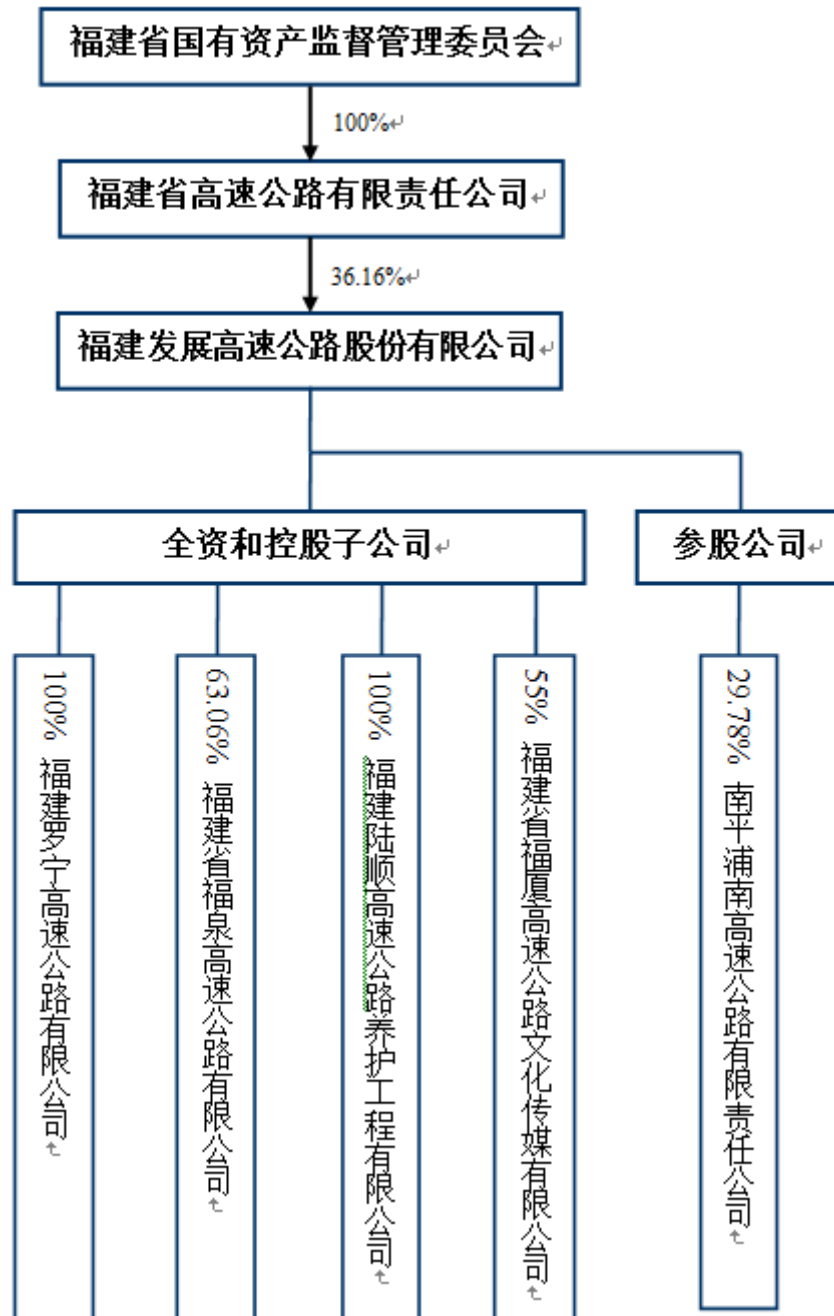 福建省国有资产监督管理委员会
100%
福建省高速公路有限责任公司
36.16%
福建发展高速公路股份有限公司
全资和控股子公司
参股公司
100% 福建罗宁高速公路有限公司
63.06% 福建省福泉高速公路有限公司
100% 福建陆顺高速公路养护工程有限公司
55% 福建省福厦高速公路文化传媒有限公司
29.78% 南平浦南高速公路有限责任公司